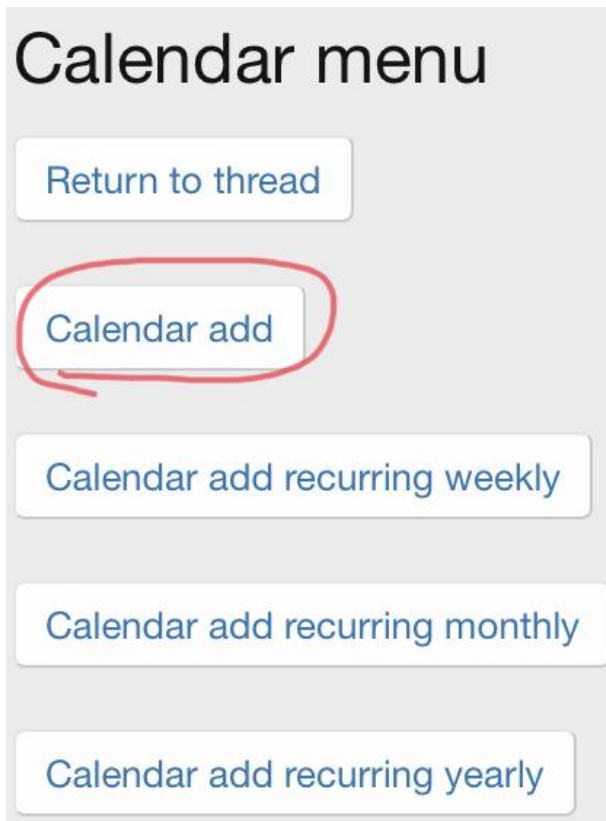 Calendar menu
Return to thread
Calendar add
Calendar add recurring weekly
Calendar add recurring monthly
Calendar add recurring yearly